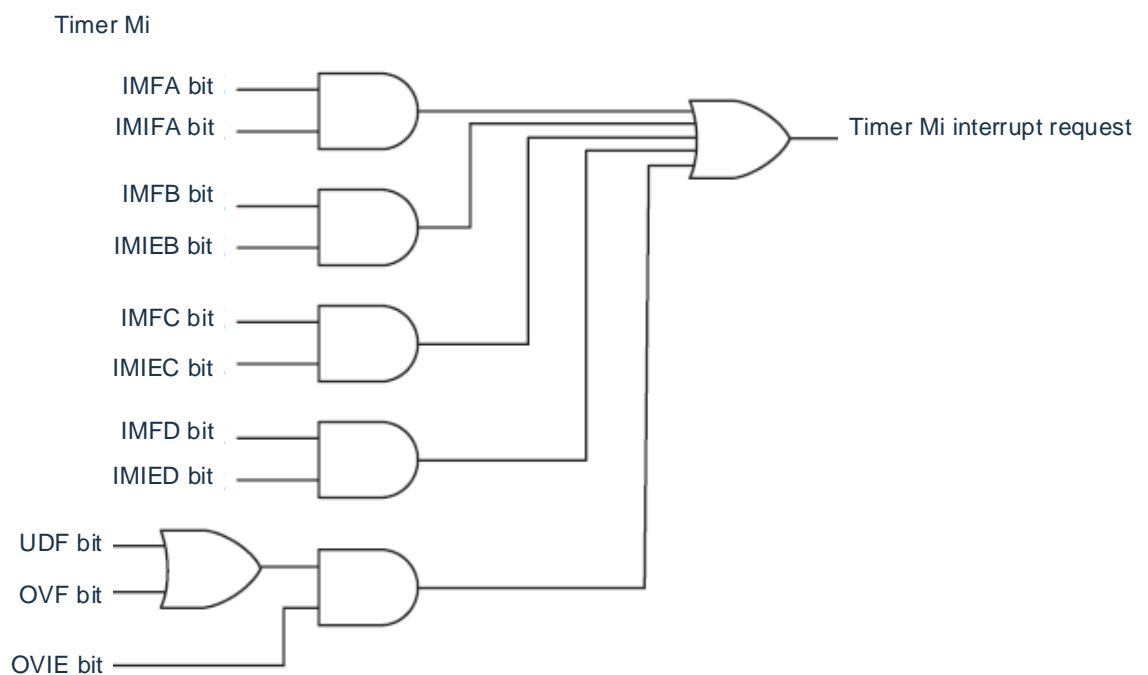 Timer Mi
IMFA bit
IMIFA bit
Timer Mi interrupt request
IMFB bit
IMIEB bit
IMFC bit
IMIEC bit
IMFD bit
IMIED bit
UDF bit
OVF bit
OVIE bit